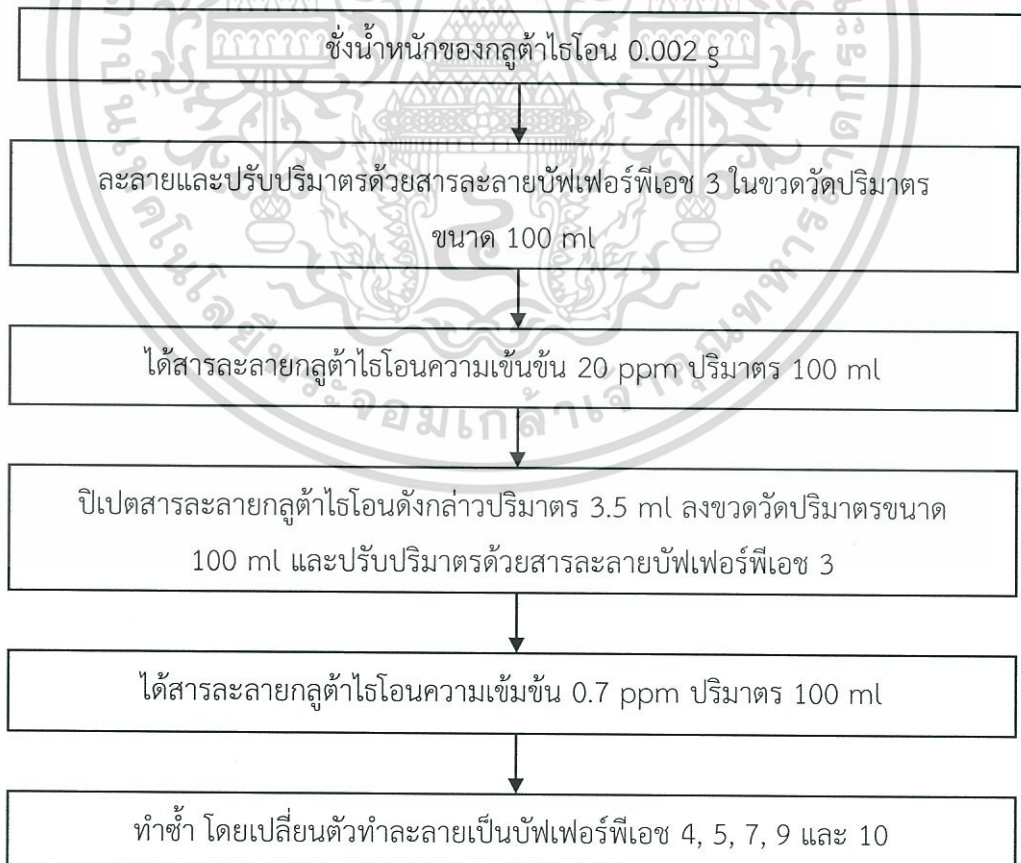 ชั่งน้ำหนักของกลูต้าไธโอน 0.002 g
ละลายและปรับปริมาตรด้วยสารละลายบัฟเฟอร์พีเอช 3 ในขวดวัดปริมาตร
ขนาด 100 ml
ได้สารละลายกลูต้าไธโอนความเข้นข้น 20 ppm ปริมาตร 100 ml
ปิเปตสารละลายกลูต้าไธโอนดังกล่าวปริมาตร 3.5 ml ลงขวดวัดปริมาตรขนาด
100 ml และปรับปริมาตรด้วยสารละลายบัฟเฟอร์พีเอช 3
ได้สารละลายกลูต้าไธโอนความเข้มข้น 0.7 ppm ปริมาตร 100 ml
ทำซ้ำ โดยเปลี่ยนตัวทำละลายเป็นบัฟเฟอร์พีเอช 4, 5, 7, 9 และ 10